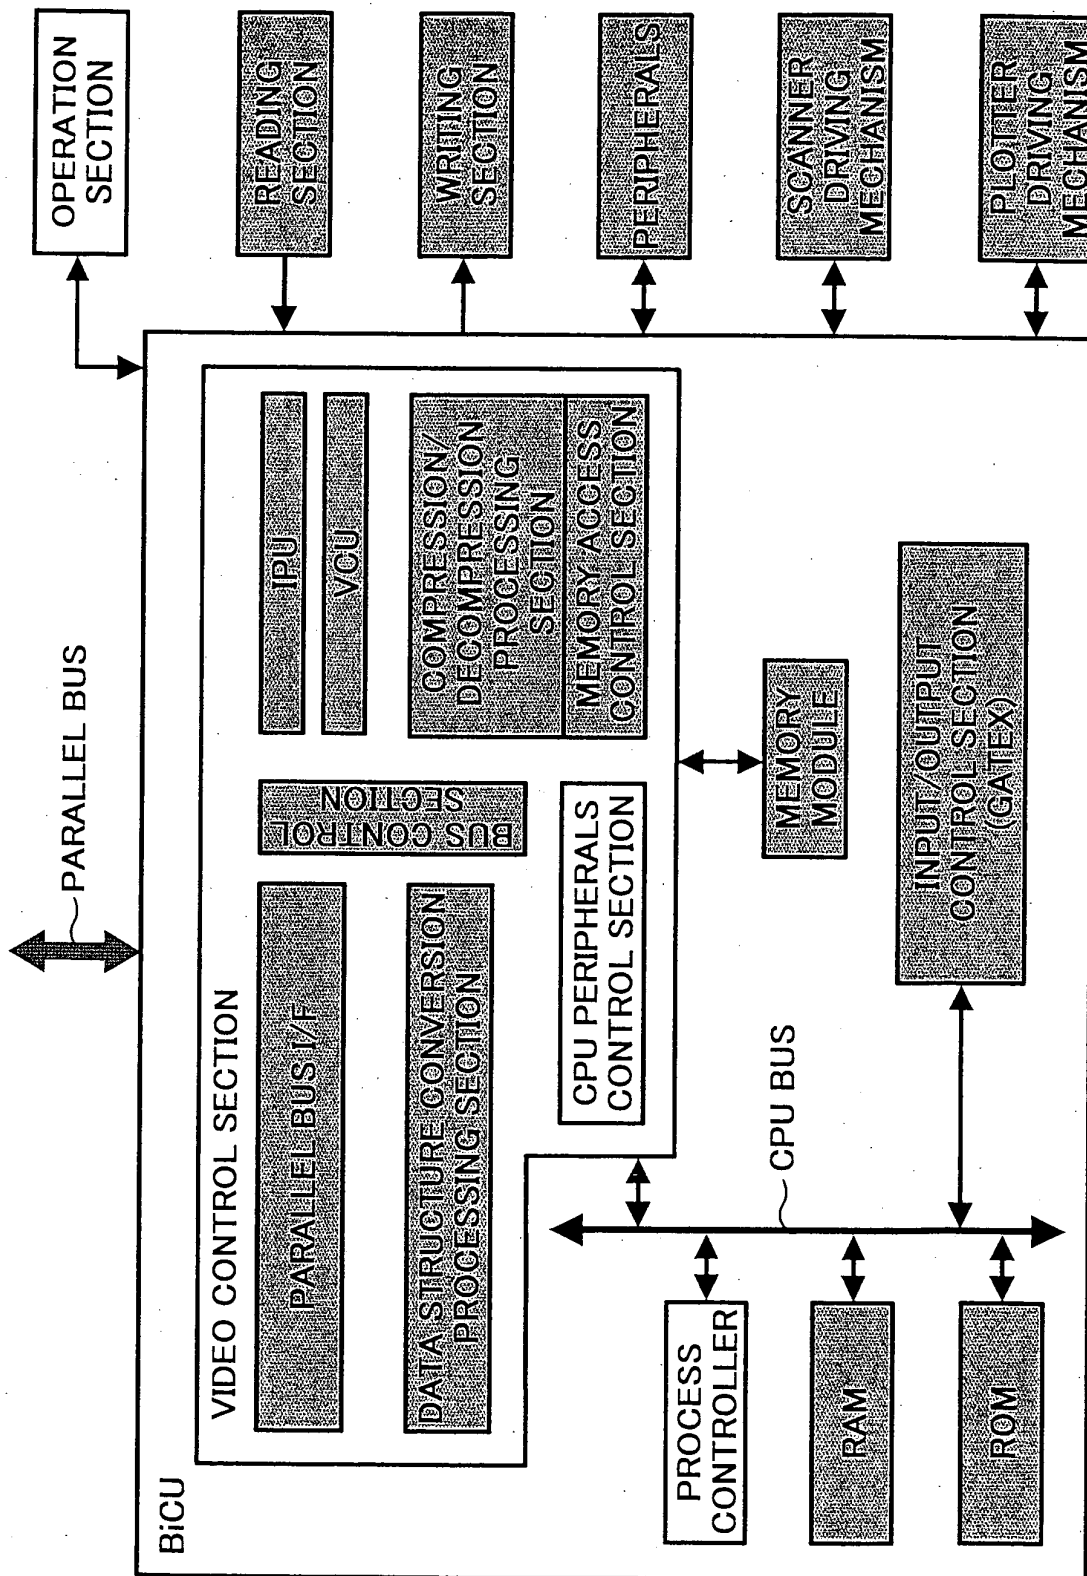 PARALLEL BUS
BiCU
VIDEO CONTROL SECTION
PARALLEL BUS I/F
DATA STRUCTURE CONVERSION
PROCESSING SECTION
BUS CONTROL
SECTION
IPU
VCU
COMPRESSION/
DECOMPRESSION
PROCESSING
SECTION
MEMORY ACCESS
CONTROL SECTION
CPU PERIPHERALS
CONTROL SECTION
MEMORY
MODULE
PROCESS
CONTROLLER
RAM
ROM
CPU BUS
INPUT/OUTPUT
CONTROL SECTION
(GATEX)
OPERATION
SECTION
READING
SECTION
WRITING
SECTION
PERIPHERALS
SCANNER
DRIVING
MECHANISM
PLOTTER
DRIVING
MECHANISM